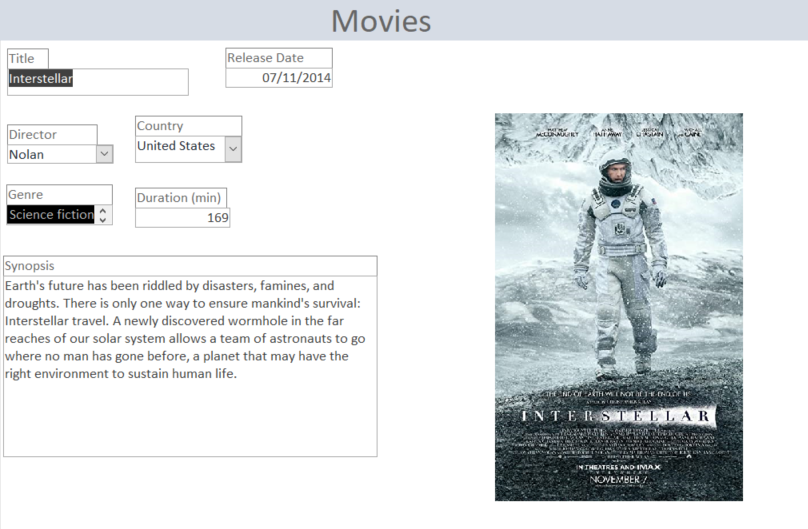 Movies
Title
Interstellar
Release Date
07/11/2014
Director
Nolan
Country
United States
Genre
Science fiction
Duration (min)
169
Synopsis
Earth's future has been riddled by disasters, famines, and
droughts. There is only one way to ensure mankind's survival:
Interstellar travel. A newly discovered wormhole in the far
reaches of our solar system allows a team of astronauts to go
where no man has gone before, a planet that may have the
right environment to sustain human life.
McCONAUGHEY HATHAWAY CHASTAIN CAINE
THE END OF EARTH WILL NOT BE THE END OF US
INTERSTELLAR
IN THEATRES AND IMAX
NOVEMBER 7